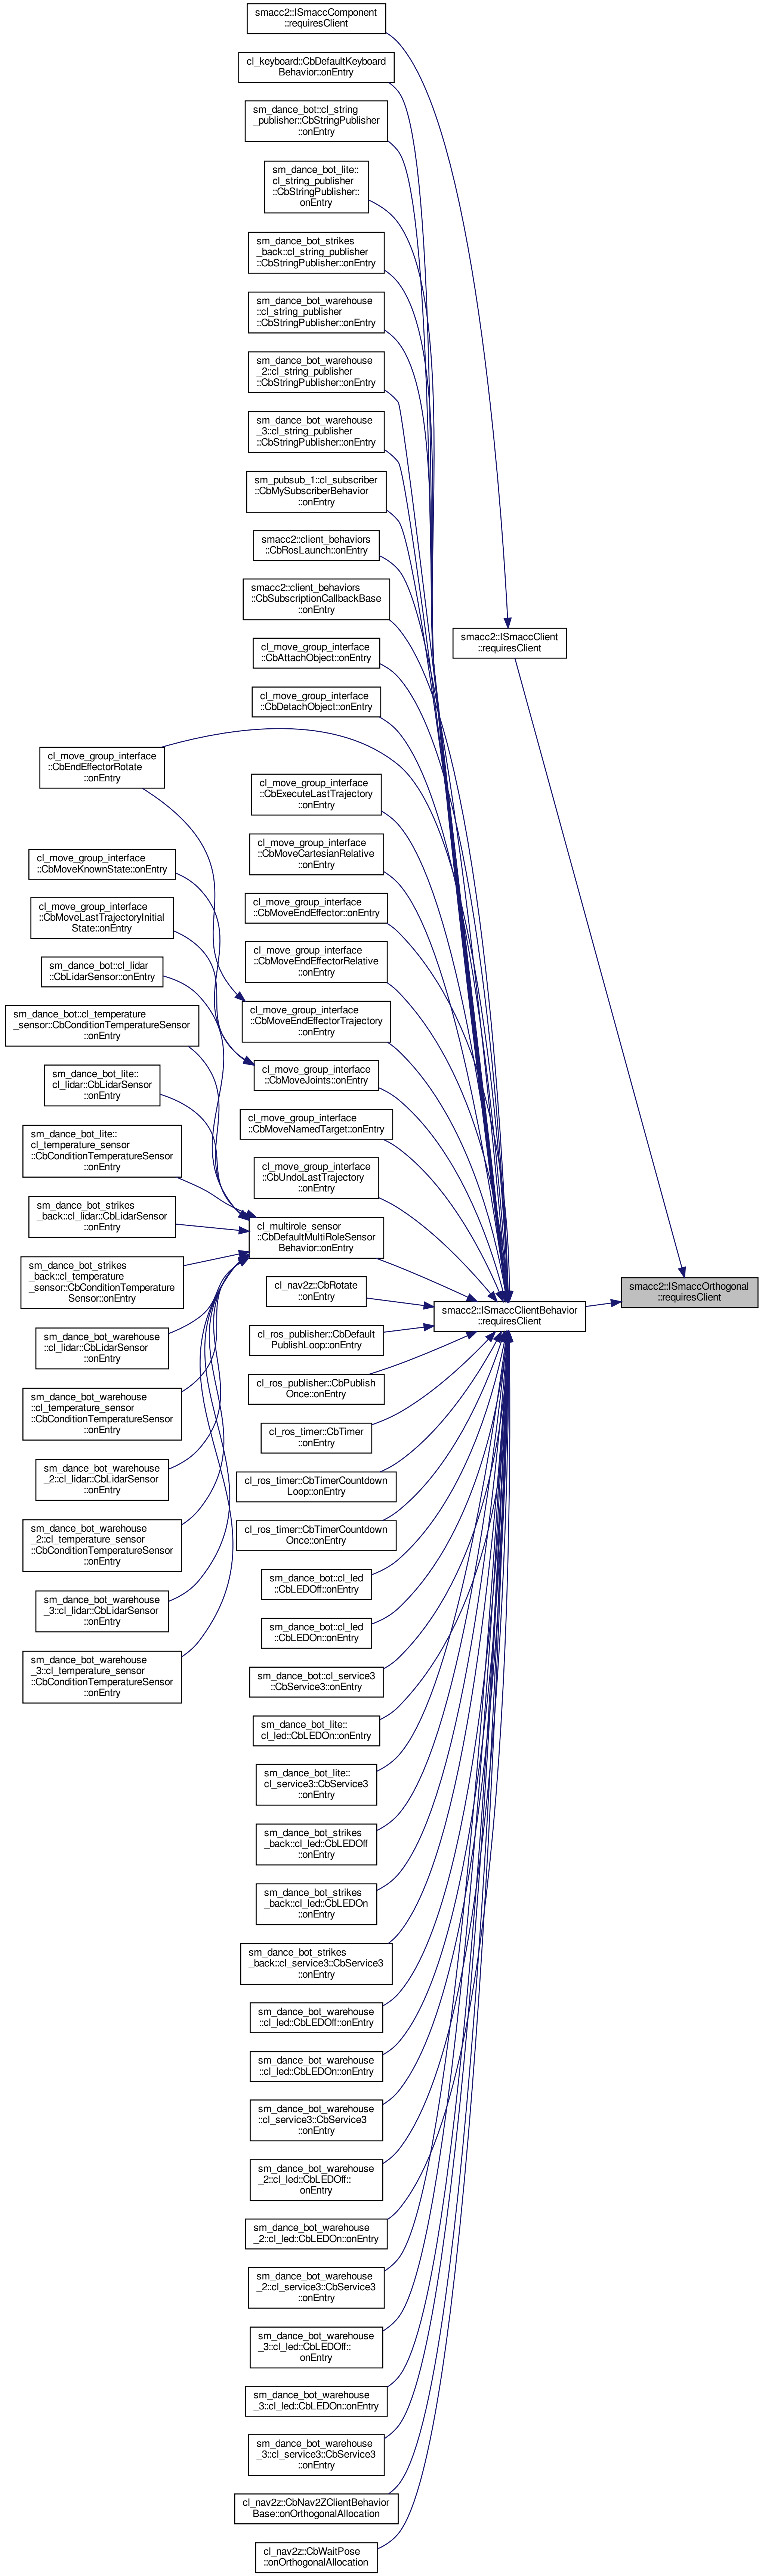 smacc2::ISmaccComponent
::requiresClient
cl_keyboard::CbDefaultKeyboard
Behavior::onEntry
sm_dance_bot::cl_string
_publisher::CbStringPublisher
::onEntry
sm_dance_bot_lite::
cl_string_publisher
::CbStringPublisher::
onEntry
sm_dance_bot_strikes
_back::cl_string_publisher
::CbStringPublisher::onEntry
sm_dance_bot_warehouse
::cl_string_publisher
::CbStringPublisher::onEntry
sm_dance_bot_warehouse
_2::cl_string_publisher
::CbStringPublisher::onEntry
sm_dance_bot_warehouse
_3::cl_string_publisher
::CbStringPublisher::onEntry
sm_pubsub_1::cl_subscriber
::CbMySubscriberBehavior
::onEntry
smacc2::client_behaviors
::CbRosLaunch::onEntry
smacc2::client_behaviors
::CbSubscriptionCallbackBase
::onEntry
smacc2::ISmaccClient
::requiresClient
cl_move_group_interface
::CbAttachObject::onEntry
cl_move_group_interface
::CbDetachObject::onEntry
cl_move_group_interface
::CbEndEffectorRotate
::onEntry
cl_move_group_interface
::CbExecuteLastTrajectory
::onEntry
cl_move_group_interface
::CbMoveCartesianRelative
::onEntry
cl_move_group_interface
::CbMoveKnownState::onEntry
cl_move_group_interface
::CbMoveEndEffector::onEntry
cl_move_group_interface
::CbMoveLastTrajectoryInitial
State::onEntry
cl_move_group_interface
::CbMoveEndEffectorRelative
::onEntry
sm_dance_bot::cl_lidar
::CbLidarSensor::onEntry
cl_move_group_interface
::CbMoveEndEffectorTrajectory
::onEntry
sm_dance_bot::cl_temperature
_sensor::CbConditionTemperatureSensor
::onEntry
cl_move_group_interface
::CbMoveJoints::onEntry
sm_dance_bot_lite::
cl_lidar::CbLidarSensor
::onEntry
cl_move_group_interface
::CbMoveNamedTarget::onEntry
sm_dance_bot_lite::
cl_temperature_sensor
::CbConditionTemperatureSensor
::onEntry
cl_move_group_interface
::CbUndoLastTrajectory
::onEntry
sm_dance_bot_strikes
_back::cl_lidar::CbLidarSensor
::onEntry
cl_multirole_sensor
::CbDefaultMultiRoleSensor
Behavior::onEntry
sm_dance_bot_strikes
_back::cl_temperature
_sensor::CbConditionTemperature
Sensor::onEntry
cl_nav2z::CbRotate
::onEntry
smacc2::ISmaccOrthogonal
::requiresClient
smacc2::ISmaccClientBehavior
::requiresClient
sm_dance_bot_warehouse
::cl_lidar::CbLidarSensor
::onEntry
cl_ros_publisher::CbDefault
PublishLoop::onEntry
cl_ros_publisher::CbPublish
Once::onEntry
sm_dance_bot_warehouse
::cl_temperature_sensor
::CbConditionTemperatureSensor
::onEntry
cl_ros_timer::CbTimer
::onEntry
sm_dance_bot_warehouse
_2::cl_lidar::CbLidarSensor
::onEntry
cl_ros_timer::CbTimerCountdown
Loop::onEntry
sm_dance_bot_warehouse
_2::cl_temperature_sensor
::CbConditionTemperatureSensor
::onEntry
cl_ros_timer::CbTimerCountdown
Once::onEntry
sm_dance_bot::cl_led
::CbLEDOff::onEntry
sm_dance_bot_warehouse
_3::cl_lidar::CbLidarSensor
::onEntry
sm_dance_bot::cl_led
::CbLEDOn::onEntry
sm_dance_bot_warehouse
_3::cl_temperature_sensor
::CbConditionTemperatureSensor
::onEntry
sm_dance_bot::cl_service3
::CbService3::onEntry
sm_dance_bot_lite::
cl_led::CbLEDOn::onEntry
sm_dance_bot_lite::
cl_service3::CbService3
::onEntry
sm_dance_bot_strikes
_back::cl_led::CbLEDOff
::onEntry
sm_dance_bot_strikes
_back::cl_led::CbLEDOn
::onEntry
sm_dance_bot_strikes
_back::cl_service3::CbService3
::onEntry
sm_dance_bot_warehouse
::cl_led::CbLEDOff::onEntry
sm_dance_bot_warehouse
::cl_led::CbLEDOn::onEntry
sm_dance_bot_warehouse
::cl_service3::CbService3
::onEntry
sm_dance_bot_warehouse
_2::cl_led::CbLEDOff::
onEntry
sm_dance_bot_warehouse
_2::cl_led::CbLEDOn::onEntry
sm_dance_bot_warehouse
_2::cl_service3::CbService3
::onEntry
sm_dance_bot_warehouse
_3::cl_led::CbLEDOff::
onEntry
sm_dance_bot_warehouse
_3::cl_led::CbLEDOn::onEntry
sm_dance_bot_warehouse
_3::cl_service3::CbService3
::onEntry
cl_nav2z::CbNav2ZClientBehavior
Base::onOrthogonalAllocation
cl_nav2z::CbWaitPose
::onOrthogonalAllocation